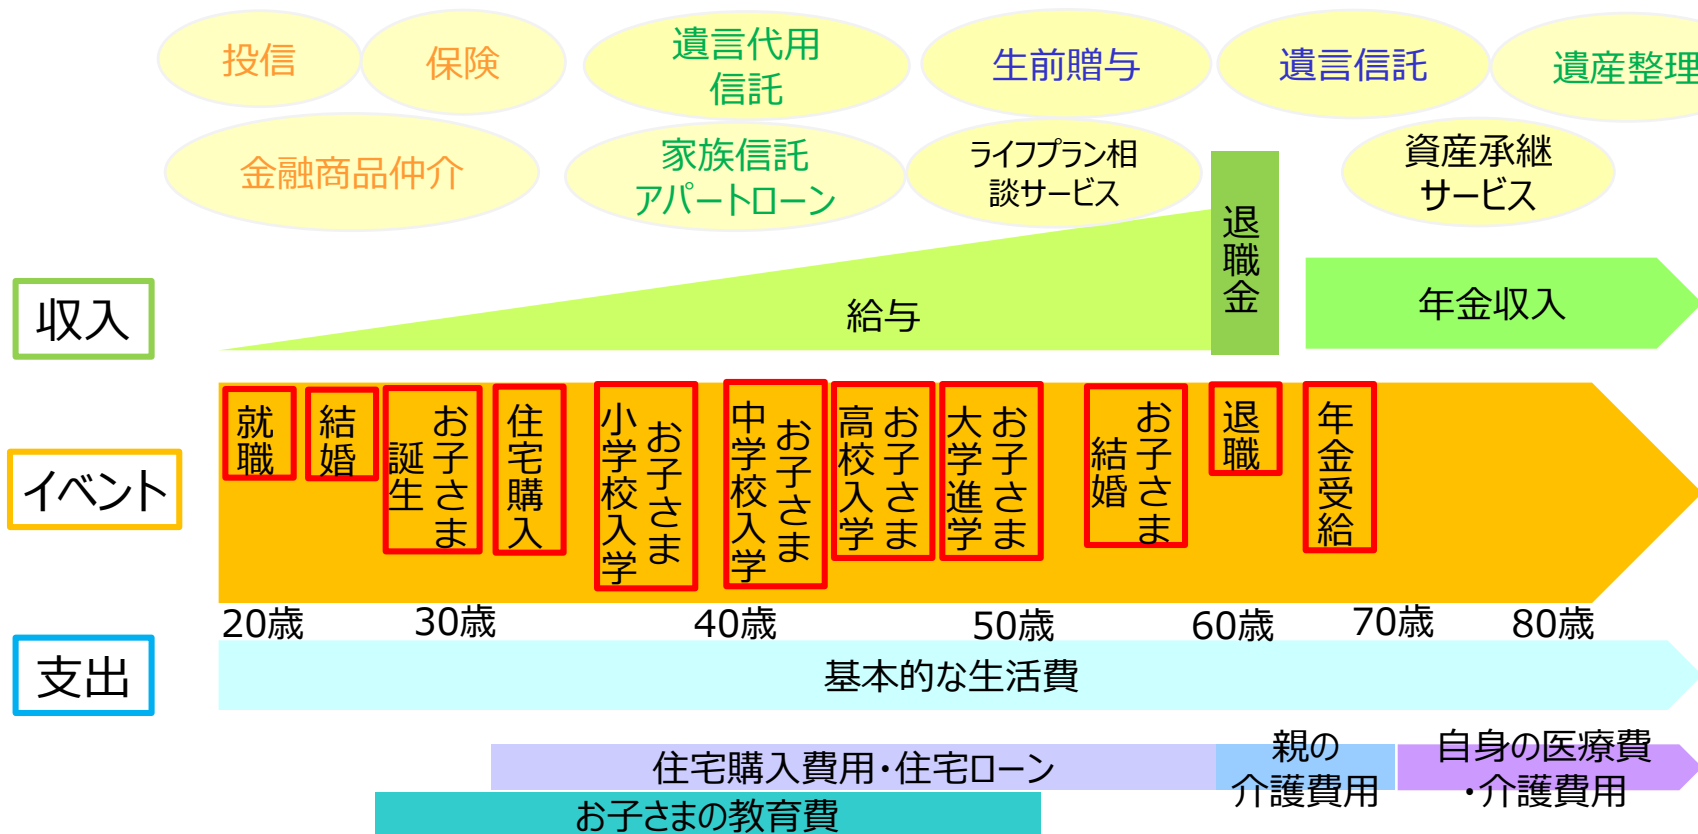 投信
保険
遺言代用
信託
生前贈与
遺言信託
遺産整理
金融商品仲介
家族信託
アパートローン
ライフプラン相
談サービス
資産承継
サービス
収入
給与
退職金
年金収入
イベント
就職
結婚
お子さま
誕生
住宅購入
お子さま
小学校入学
お子さま
中学校入学
お子さま
高校入学
お子さま
大学進学
お子さま
結婚
退職
年金受給
20歳
30歳
40歳
50歳
60歳
70歳
80歳
支出
基本的な生活費
住宅購入費用・住宅ローン
親の
介護費用
自身の医療費
・介護費用
お子さまの教育費